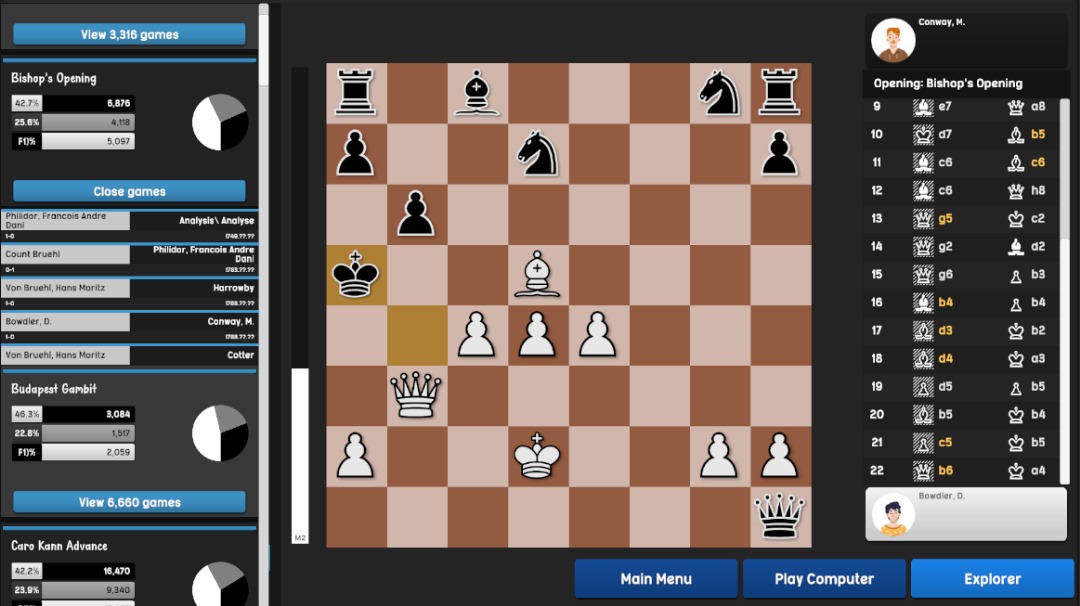 View 3,316 games
Bishop's Opening
42.7% 6,876
25.6% 4,118
F1)% 5,097
Close games
Philidor, Francois Andre Dani Analysis\ Analyse
1-0 1749.??.??
Count Bruehl Philidor, Francois Andre Dani
0-1 1783.??.??
Von Bruehl, Hans Moritz Harrowby
1-0 1788.??.??
Bowdler, D. Conway, M.
1-0 1788.??.??
Von Bruehl, Hans Moritz Cotter
Budapest Gambit
46.3% 3,084
22.8% 1,517
F1)% 2,059
View 6,660 games
Caro Kann Advance
42.2% 16,470
23.9% 9,340
M2
Conway, M.
Opening: Bishop's Opening
9 e7 a8
10 d7 b5
11 c6 c6
12 c6 h8
13 g5 c2
14 g2 d2
15 g6 b3
16 b4 b4
17 d3 b2
18 d4 a3
19 d5 b5
20 b5 b4
21 c5 b5
22 b6 a4
Bowdler, D.
Main Menu
Play Computer
Explorer